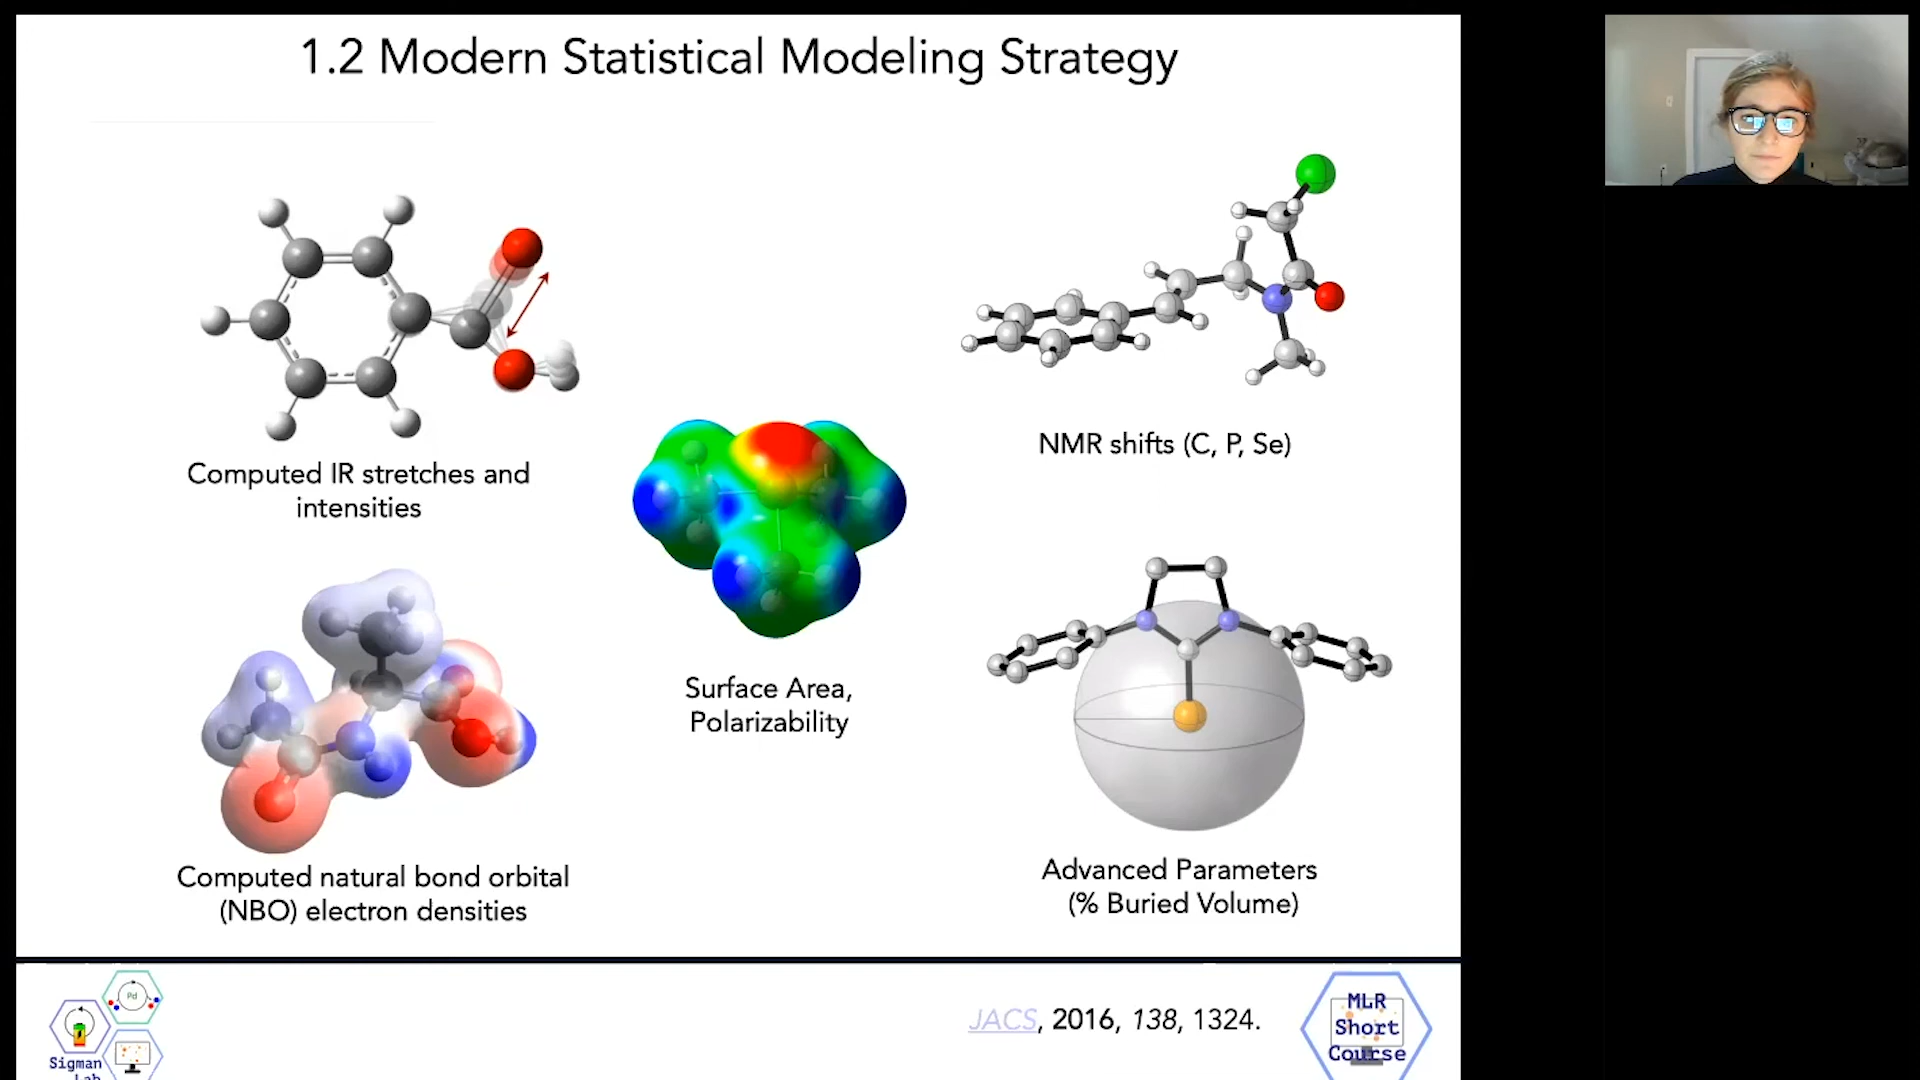 1.2 Modern Statistical Modeling Strategy
Computed IR stretches and
intensities
NMR shifts (C, P, Se)
Surface Area,
Polarizability
Computed natural bond orbital
(NBO) electron densities
Advanced Parameters
(% Buried Volume)
Pd
Sigman
Lab
JACS, 2016, 138, 1324.
MLR
Short
Course